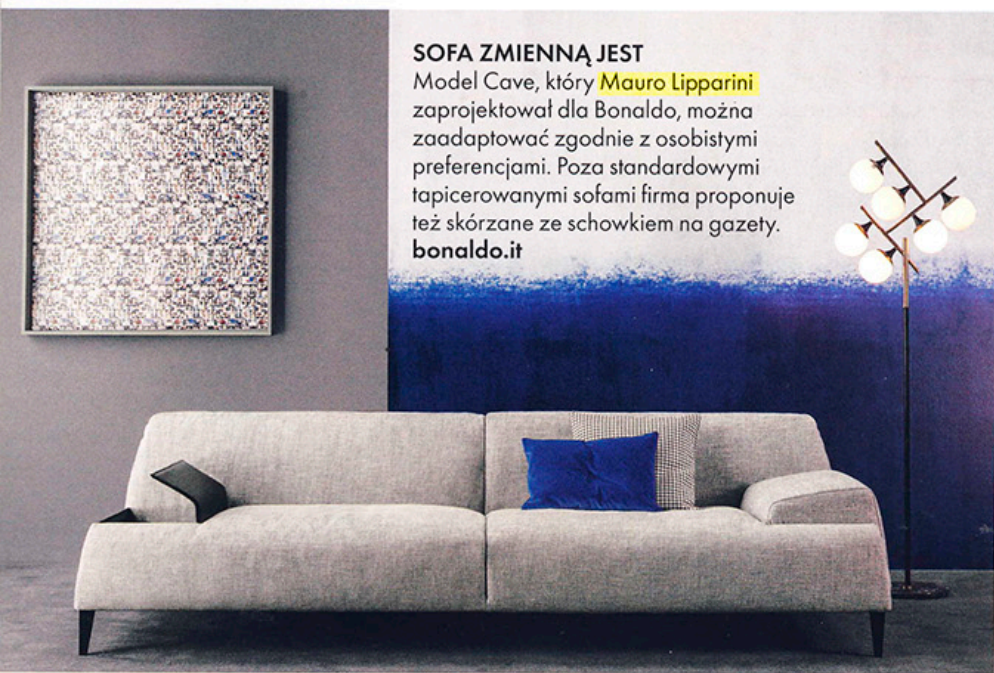 SOFA ZMIENNĄ JEST
Model Cave, który Mauro Lipparini
zaprojektował dla Bonaldo, można
zaadaptować zgodnie z osobistymi
preferencjami. Poza standardowymi
tapicerowanymi sofami firma proponuje
też skórzane ze schowkiem na gazety.
bonaldo.it